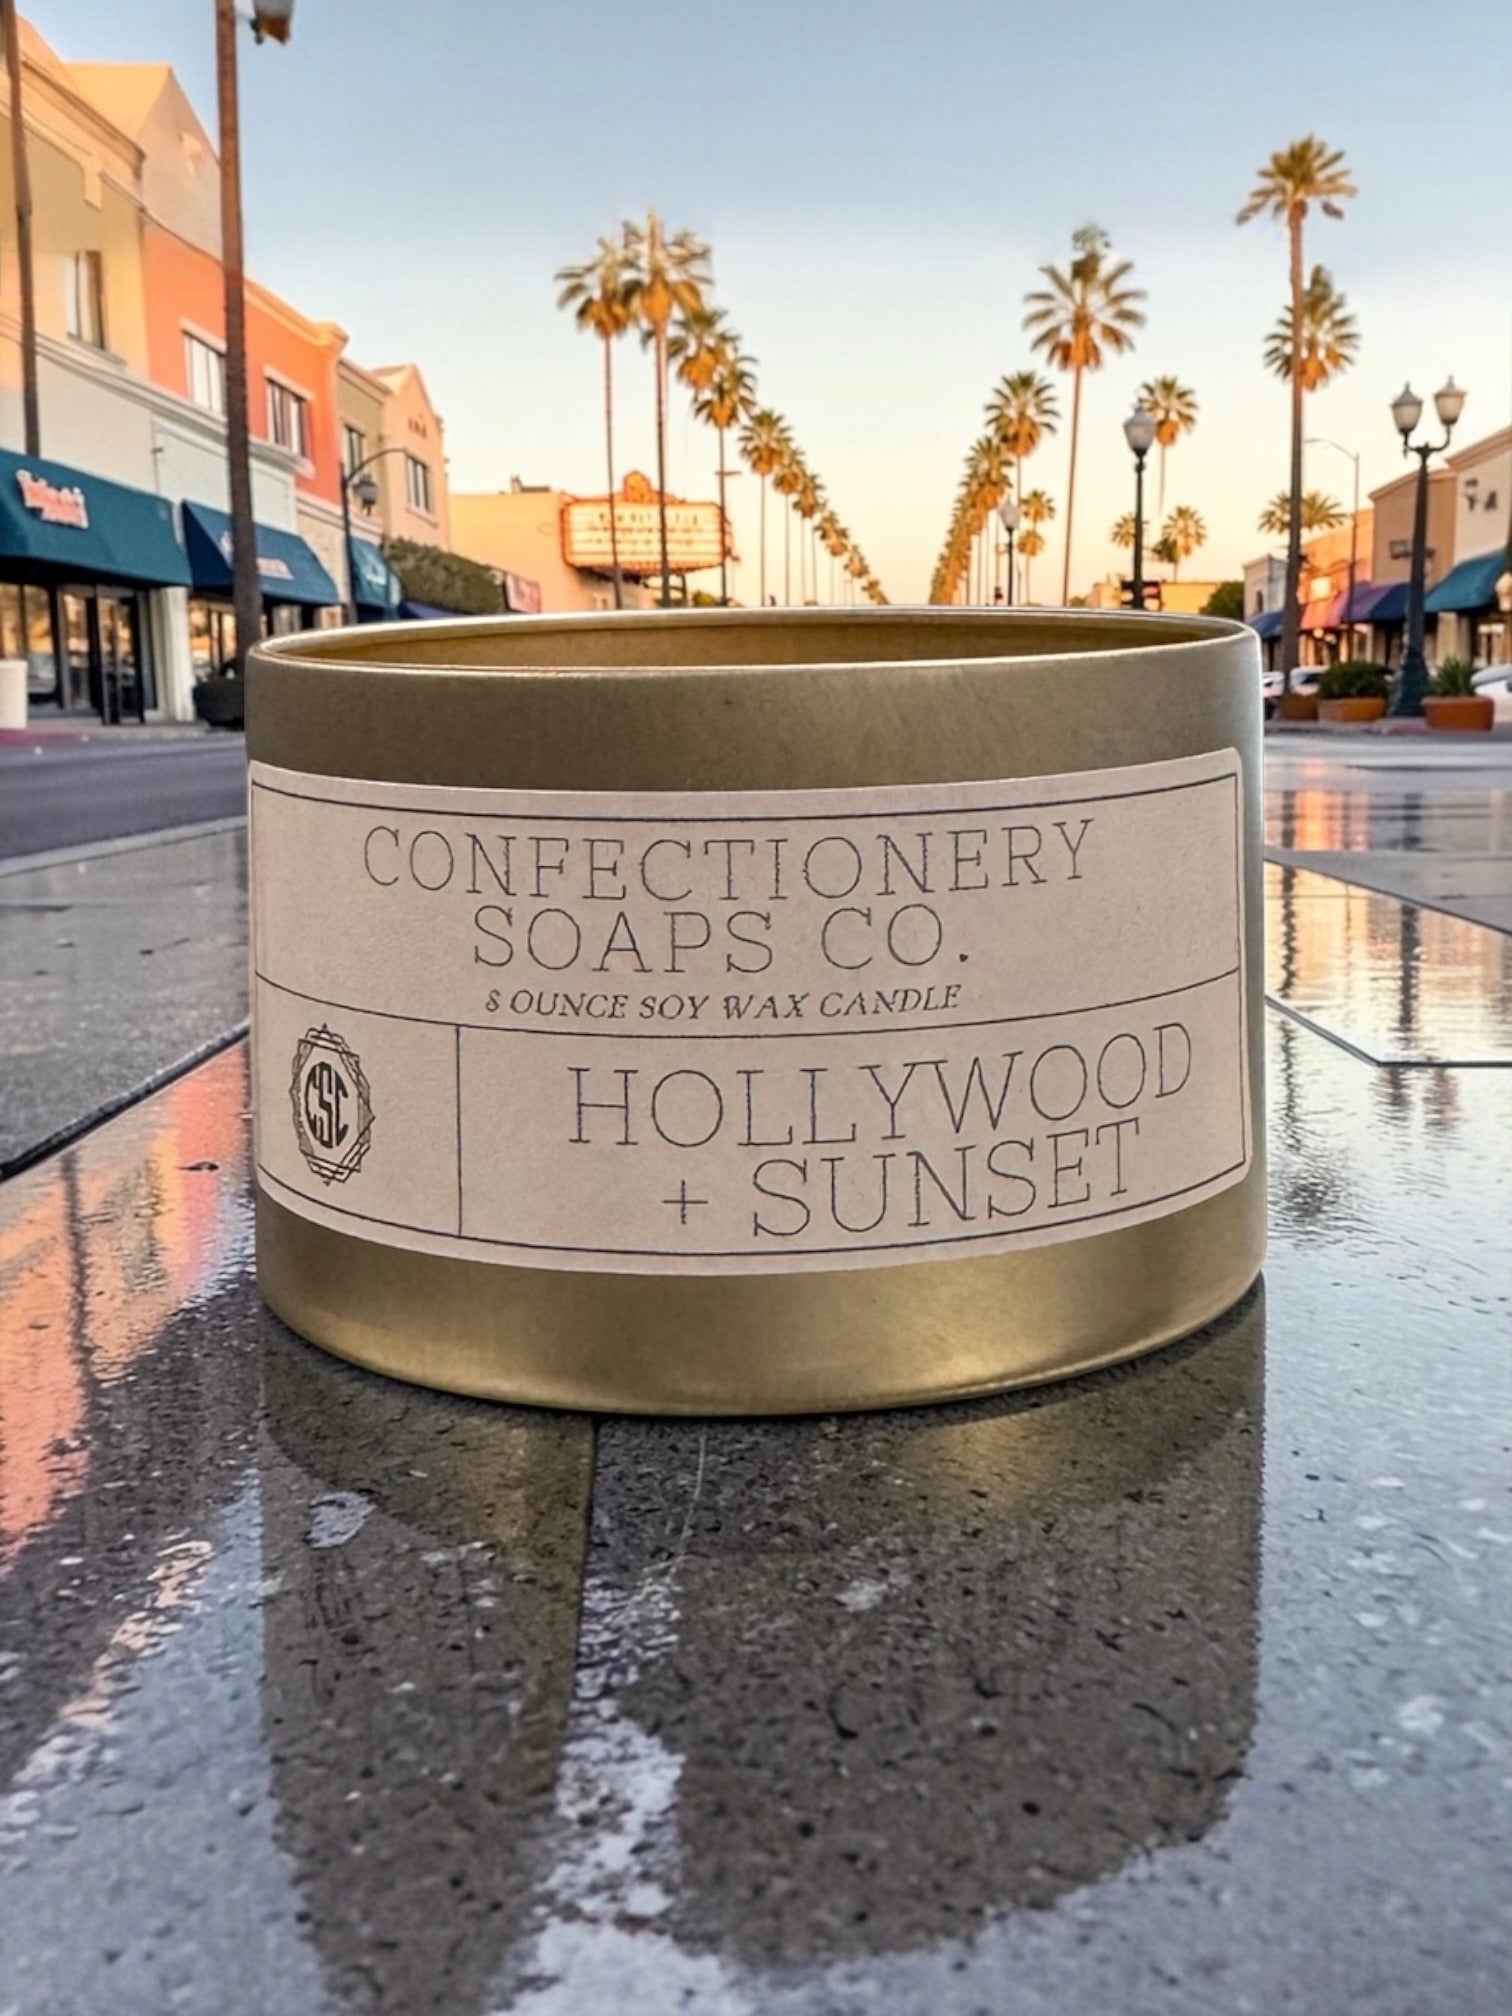 CONFECTIONERY
SOAPS CO.
8 OUNCE SOY WAX CANDLE
CSC
HOLLYWOOD
+ SUNSET